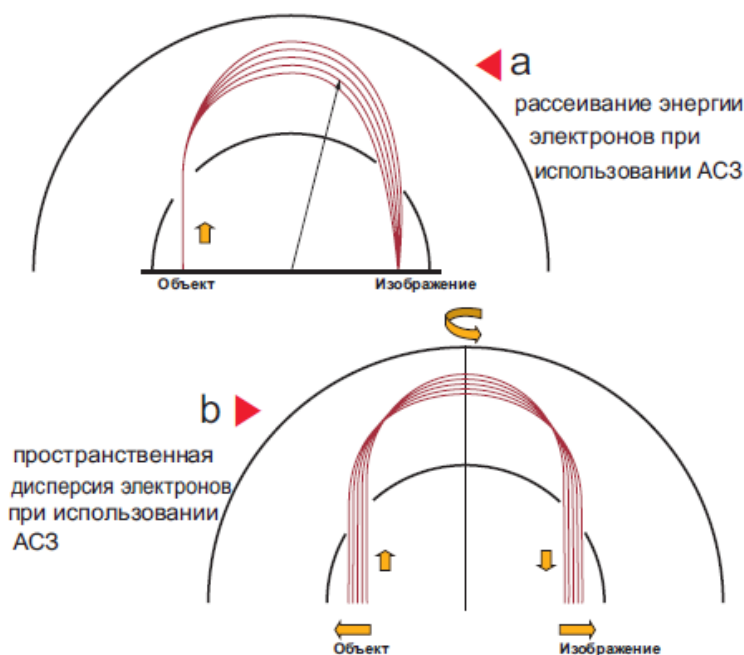 a
рассеивание энергии
электронов при
использовании АСЗ
Объект
Изображение
b
пространственная
дисперсия электронов
при использовании
АСЗ
Объект
Изображение